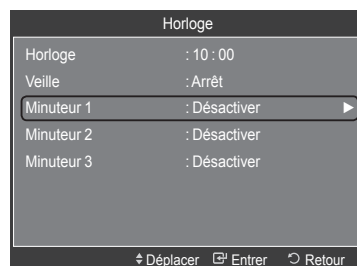 Horloge
Horloge : 10 : 00
Veille : Arrêt
Minuteur 1 : Désactiver
Minuteur 2 : Désactiver
Minuteur 3 : Désactiver
Déplacer Entrer Retour